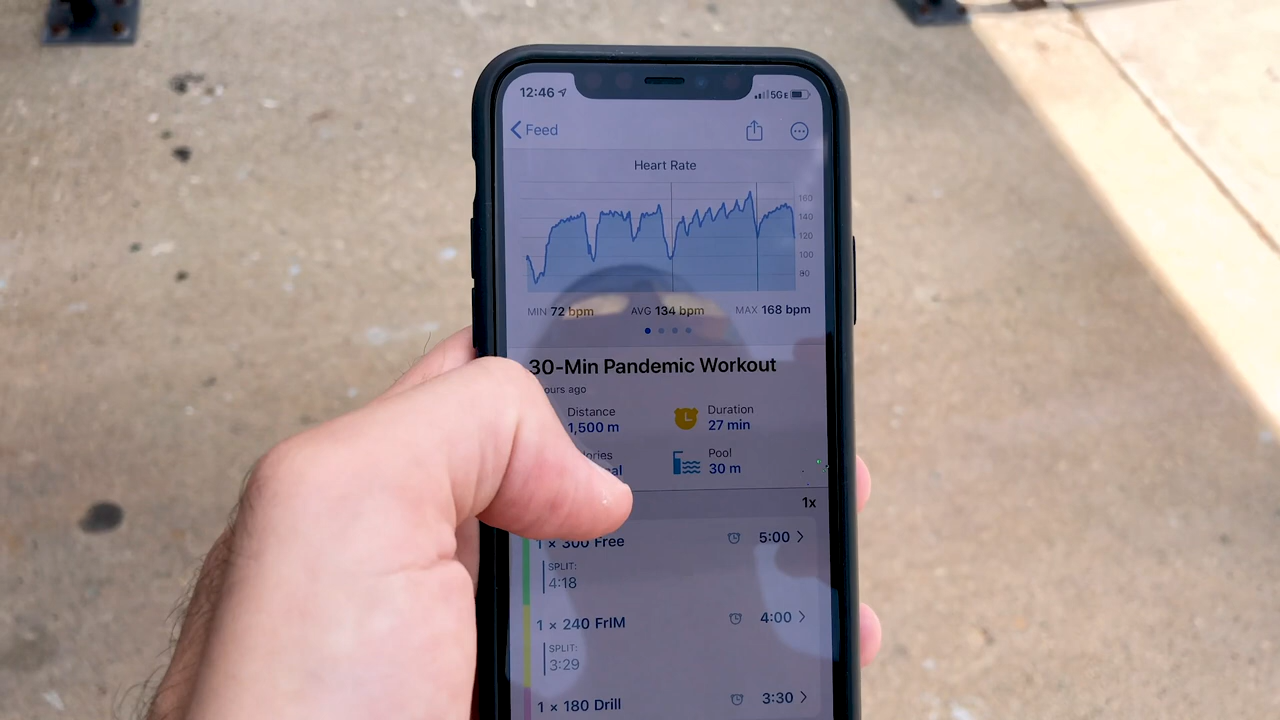 12:46 5GE
Feed
Heart Rate
160
140
120
100
80
MIN 72 bpm AVG 134 bpm MAX 168 bpm
30-Min Pandemic Workout
ours ago
Distance Duration
1,500 m 27 min
ories Pool
al 30 m
1x
1 × 300 Free 5:00
SPLIT:
4:18
1 × 240 FrIM 4:00
SPLIT:
3:29
1 × 180 Drill 3:30